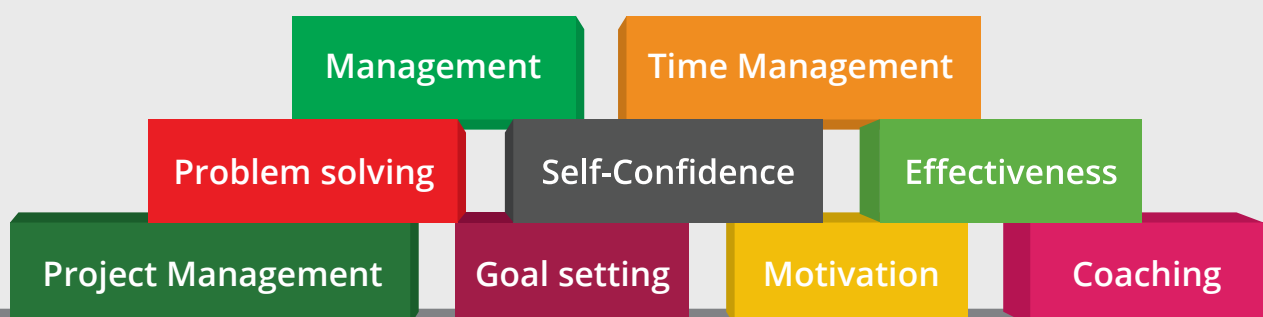 Management
Time Management
Problem solving
Self-Confidence
Effectiveness
Project Management
Goal setting
Motivation
Coaching